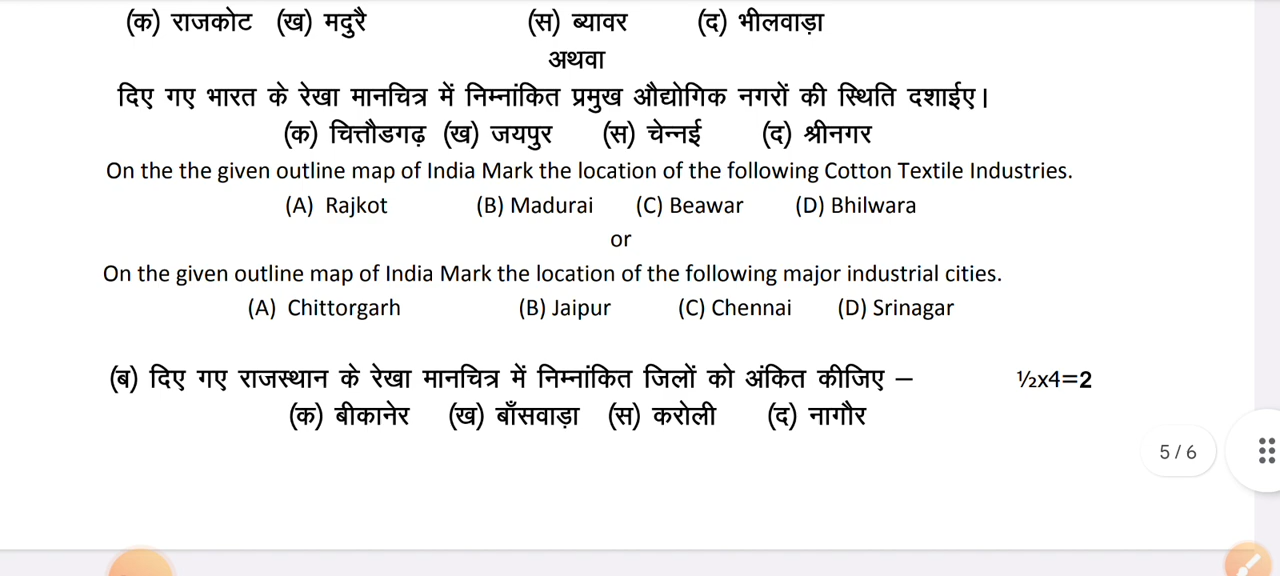 (क) राजकोट (ख) मदुरै (स) ब्यावर (द) भीलवाड़ा
अथवा
दिए गए भारत के रेखा मानचित्र में निम्नांकित प्रमुख औद्योगिक नगरों की स्थिति दशाईए।
(क) चित्तौडगढ़ (ख) जयपुर (स) चेन्नई (द) श्रीनगर
On the the given outline map of India Mark the location of the following Cotton Textile Industries.
(A) Rajkot (B) Madurai (C) Beawar (D) Bhilwara
or
On the given outline map of India Mark the location of the following major industrial cities.
(A) Chittorgarh (B) Jaipur (C) Chennai (D) Srinagar
(ब) दिए गए राजस्थान के रेखा मानचित्र में निम्नांकित जिलों को अंकित कीजिए – ½x4=2
(क) बीकानेर (ख) बाँसवाड़ा (स) करोली (द) नागौर
5 / 6